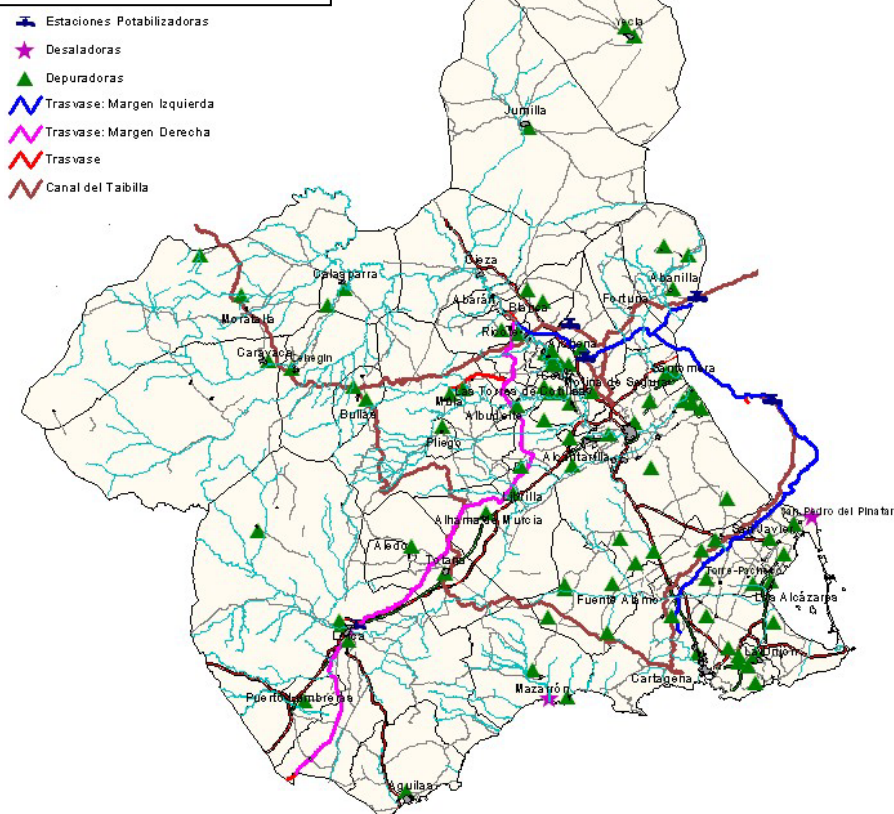 Estaciones Potabilizadoras
Desaladoras
Depuradoras
Trasvase: Margen Izquierda
Trasvase: Margen Derecha
Trasvase
Canal del Taibilla
Yecla
Jumilla
Cieza
Calasparra
Abanilla
Abarán
Blanca
Fortuna
Moratalla
Ricote
Archena
Caravaca
Cehegin
Santomera
Molina de Segura
Las Torres de Cotillas
Mula
Bullas
Albudeite
Pliego
Alcantarilla
Librilla
San Pedro del Pinatar
Alhama de Murcia
San Javier
Aledo
Totana
Torre-Pacheco
Fuente Alamo
Los Alcázares
Lorca
La Unión
Cartagena
Mazarrón
Puerto Lumbreras
Aguilas